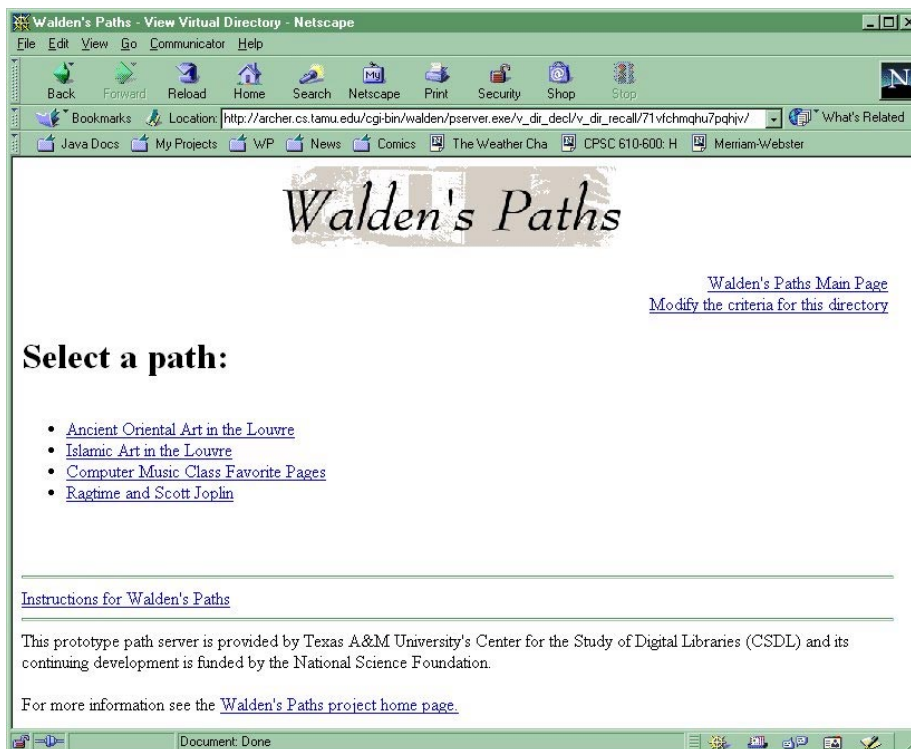 Walden's Paths - View Virtual Directory - Netscape
File Edit View Go Communicator Help
Back Forward Reload Home Search Netscape Print Security Shop Stop
My
N
Bookmarks Location: http://archer.cs.tamu.edu/cgi-bin/walden/pserver.exe/v_dir_decl/v_dir_recall/71vfchmqhu7pqhjv/ What's Related
Java Docs My Projects WP News Comics The Weather Cha CPSC 610-600: H Merriam-Webster
Walden's Paths
Walden's Paths Main Page
Modify the criteria for this directory
Select a path:
• Ancient Oriental Art in the Louvre
• Islamic Art in the Louvre
• Computer Music Class Favorite Pages
• Ragtime and Scott Joplin
Instructions for Walden's Paths
This prototype path server is provided by Texas A&M University's Center for the Study of Digital Libraries (CSDL) and its
continuing development is funded by the National Science Foundation.
For more information see the Walden's Paths project home page.
Document: Done